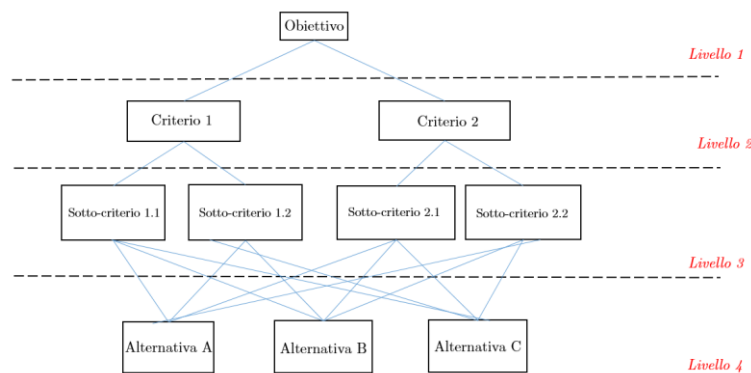 Obiettivo
Livello 1
Criterio 1
Criterio 2
Livello 2
Sotto-criterio 1.1
Sotto-criterio 1.2
Sotto-criterio 2.1
Sotto-criterio 2.2
Livello 3
Alternativa A
Alternativa B
Alternativa C
Livello 4